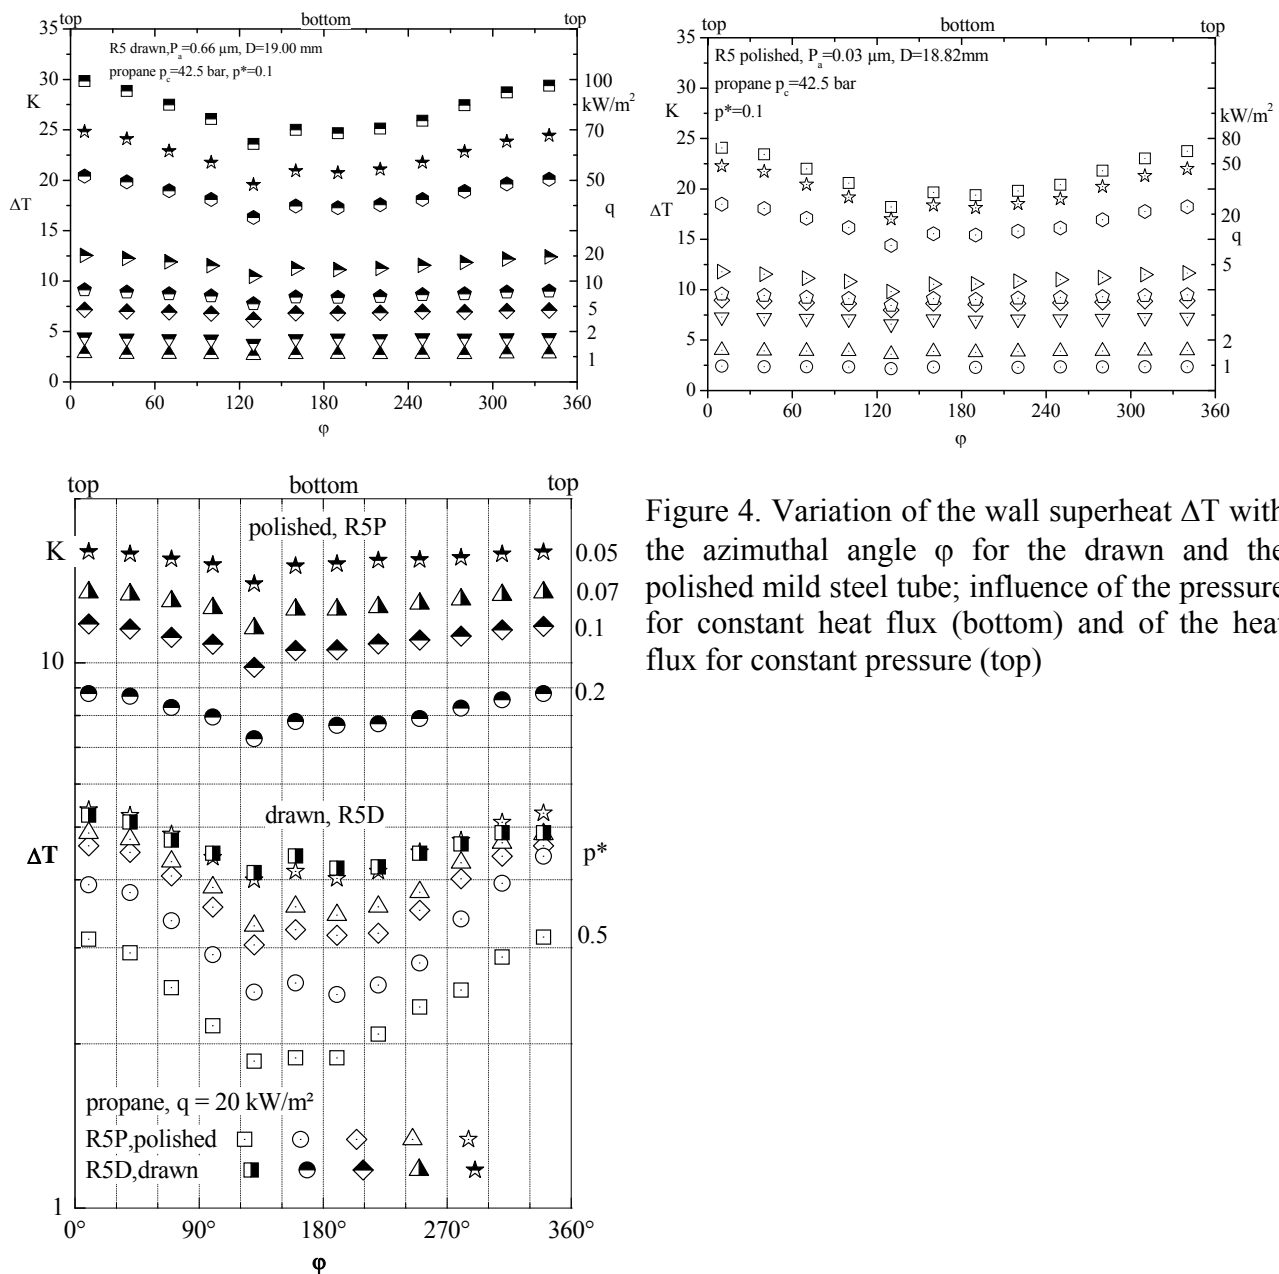 top bottom top
35
R5 drawn,Pa=0.66 µm, D=19.00 mm
propane pc=42.5 bar, p*=0.1
30
K
25
20
ΔT
15
10
5
0
100
kW/m²
70
50
q
20
10
5
2
1
0 60 120 180 240 300 360
φ
top bottom top
35
R5 polished, Pa=0.03 µm, D=18.82mm
propane pc=42.5 bar
p*=0.1
30
K
25
20
ΔT
15
10
5
0
kW/m²
80
50
20
q
5
2
1
0 60 120 180 240 300 360
φ
top bottom top
polished, R5P
K
0.05
0.07
0.1
10
0.2
drawn, R5D
ΔT
p*
0.5
propane, q = 20 kW/m²
R5P,polished
R5D,drawn
1
0° 90° 180° 270° 360°
φ
Figure 4. Variation of the wall superheat ΔT with
the azimuthal angle φ for the drawn and the
polished mild steel tube; influence of the pressure
for constant heat flux (bottom) and of the heat
flux for constant pressure (top)